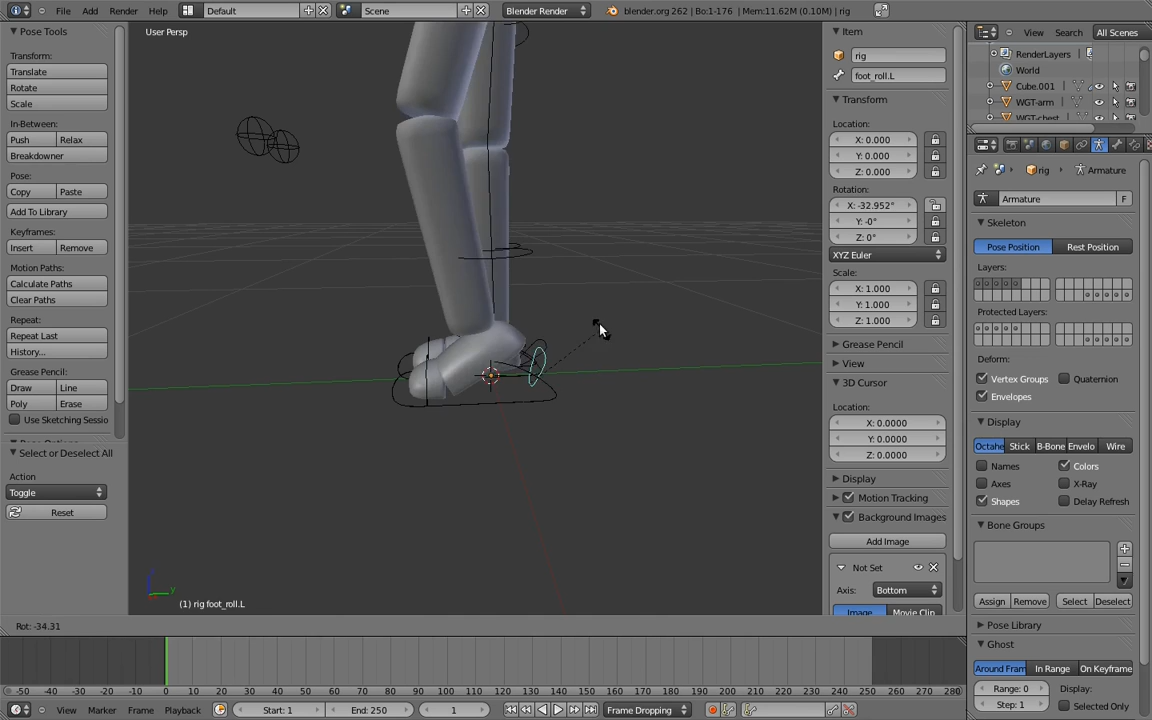 File Add Render Help
Default
Scene
Blender Render
blender.org 262 | Bo:1-176 | Mem:11.62M (0.10M) | rig
Pose Tools
Transform:
Translate
Rotate
Scale
In-Between:
Push Relax
Breakdowner
Pose:
Copy Paste
Add To Library
Keyframes:
Insert Remove
Motion Paths:
Calculate Paths
Clear Paths
Repeat:
Repeat Last
History...
Grease Pencil:
Draw Line
Poly Erase
Use Sketching Sessio
Select or Deselect All
Action
Toggle
Reset
User Persp
(1) rig foot_roll.L
Item
rig
foot_roll.L
Transform
Location:
X: 0.000
Y: 0.000
Z: 0.000
Rotation:
X: -32.952°
Y: -0°
Z: 0°
XYZ Euler
Scale:
X: 1.000
Y: 1.000
Z: 1.000
Grease Pencil
View
3D Cursor
Location:
X: 0.0000
Y: 0.0000
Z: 0.0000
Display
Motion Tracking
Background Images
Add Image
Not Set
Axis: Bottom
Image Movie Clip
View Search All Scenes
RenderLayers
World
Cube.001
WGT-arm
WGT-chest
rig Armature
Armature F
Skeleton
Pose Position Rest Position
Layers:
Protected Layers:
Deform:
Vertex Groups Quaternion
Envelopes
Display
Octahe Stick B-Bone Envelo Wire
Names Colors
Axes X-Ray
Shapes Delay Refresh
Bone Groups
Assign Remove Select Deselect
Pose Library
Ghost
Around Fram In Range On Keyframe
Range: 0 Display:
Step: 1 Selected Only
Rot: -34.31
-50 -40 -30 -20 -10 0 10 20 30 40 50 60 70 80 90 100 110 120 130 140 150 160 170 180 190 200 210 220 230 240 250 260 270 280
View Marker Frame Playback
Start: 1 End: 250 1
Frame Dropping